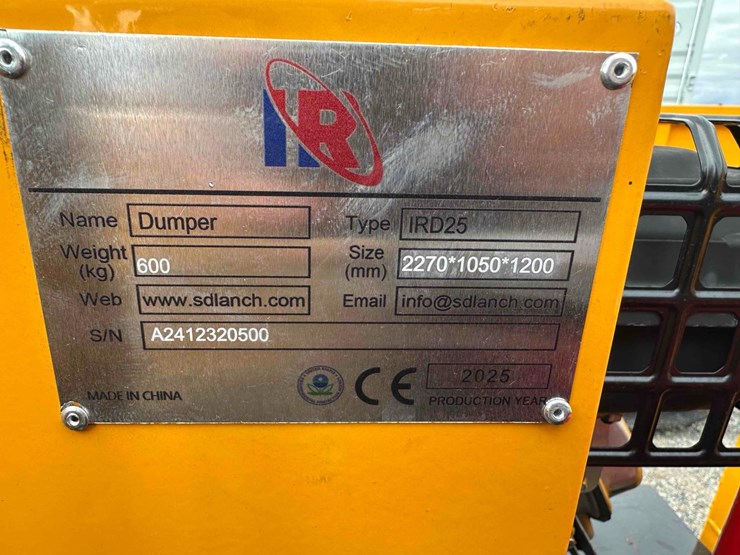 IR
Name Dumper Type IRD25
Weight (kg) 600 Size (mm) 2270*1050*1200
Web www.sdlanch.com Email info@sdlanch.com
S/N A2412320500
MADE IN CHINA CE 2025
PRODUCTION YEAR